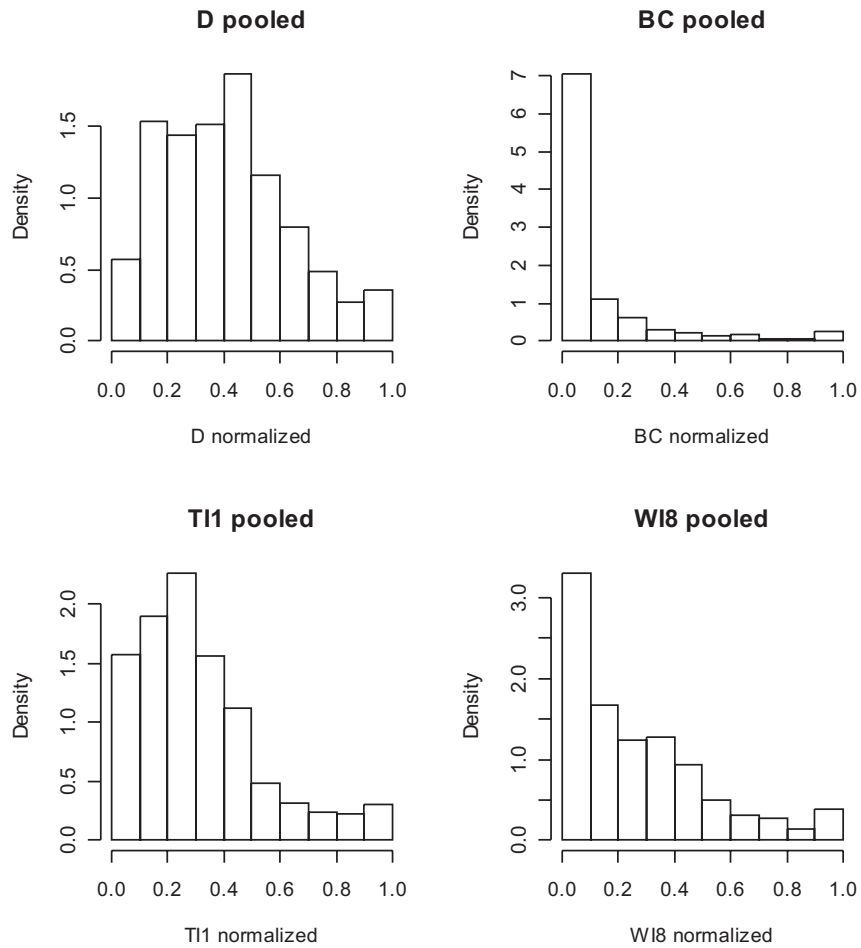 D pooled
Density
0.0 0.5 1.0 1.5
0.0 0.2 0.4 0.6 0.8 1.0
D normalized
BC pooled
Density
0 1 2 3 4 5 6 7
0.0 0.2 0.4 0.6 0.8 1.0
BC normalized
TI1 pooled
Density
0.0 0.5 1.0 1.5 2.0
0.0 0.2 0.4 0.6 0.8 1.0
TI1 normalized
WI8 pooled
Density
0.0 1.0 2.0 3.0
0.0 0.2 0.4 0.6 0.8 1.0
WI8 normalized